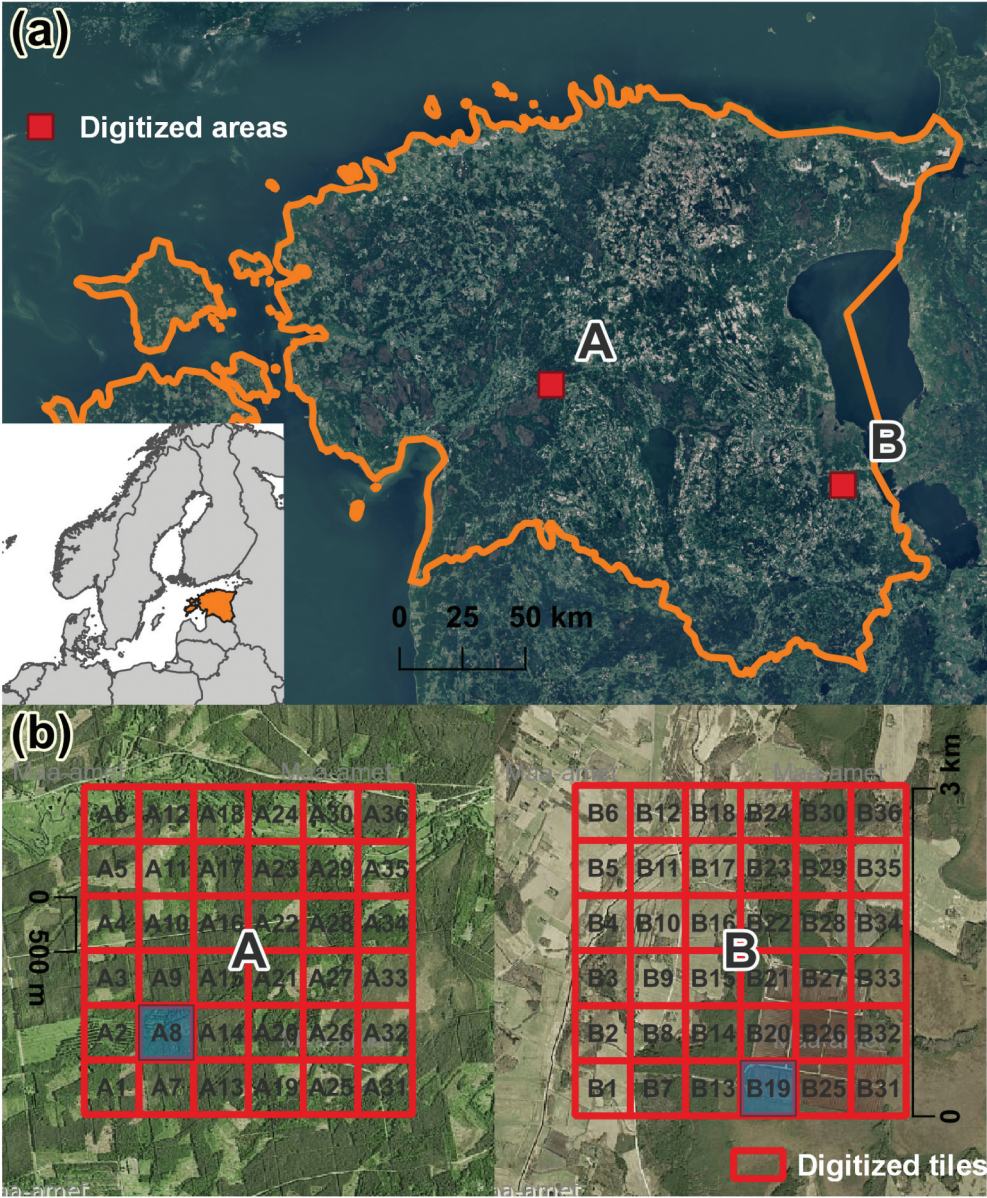 (a)
Digitized areas
A
B
0 25 50 km
(b)
Maa-amet Maa-amet Maa-amet Maa-amet
A6 A12 A18 A24 A30 A36
A5 A11 A17 A23 A29 A35
A4 A10 A16 A22 A28 A34
A3 A9 A15 A21 A27 A33
A2 A8 A14 A20 A26 A32
A1 A7 A13 A19 A25 A31
A
0
500 m
B6 B12 B18 B24 B30 B36
B5 B11 B17 B23 B29 B35
B4 B10 B16 B22 B28 B34
B3 B9 B15 B21 B27 B33
B2 B8 B14 B20 B26 B32
B1 B7 B13 B19 B25 B31
B
3 km
0
Digitized tiles